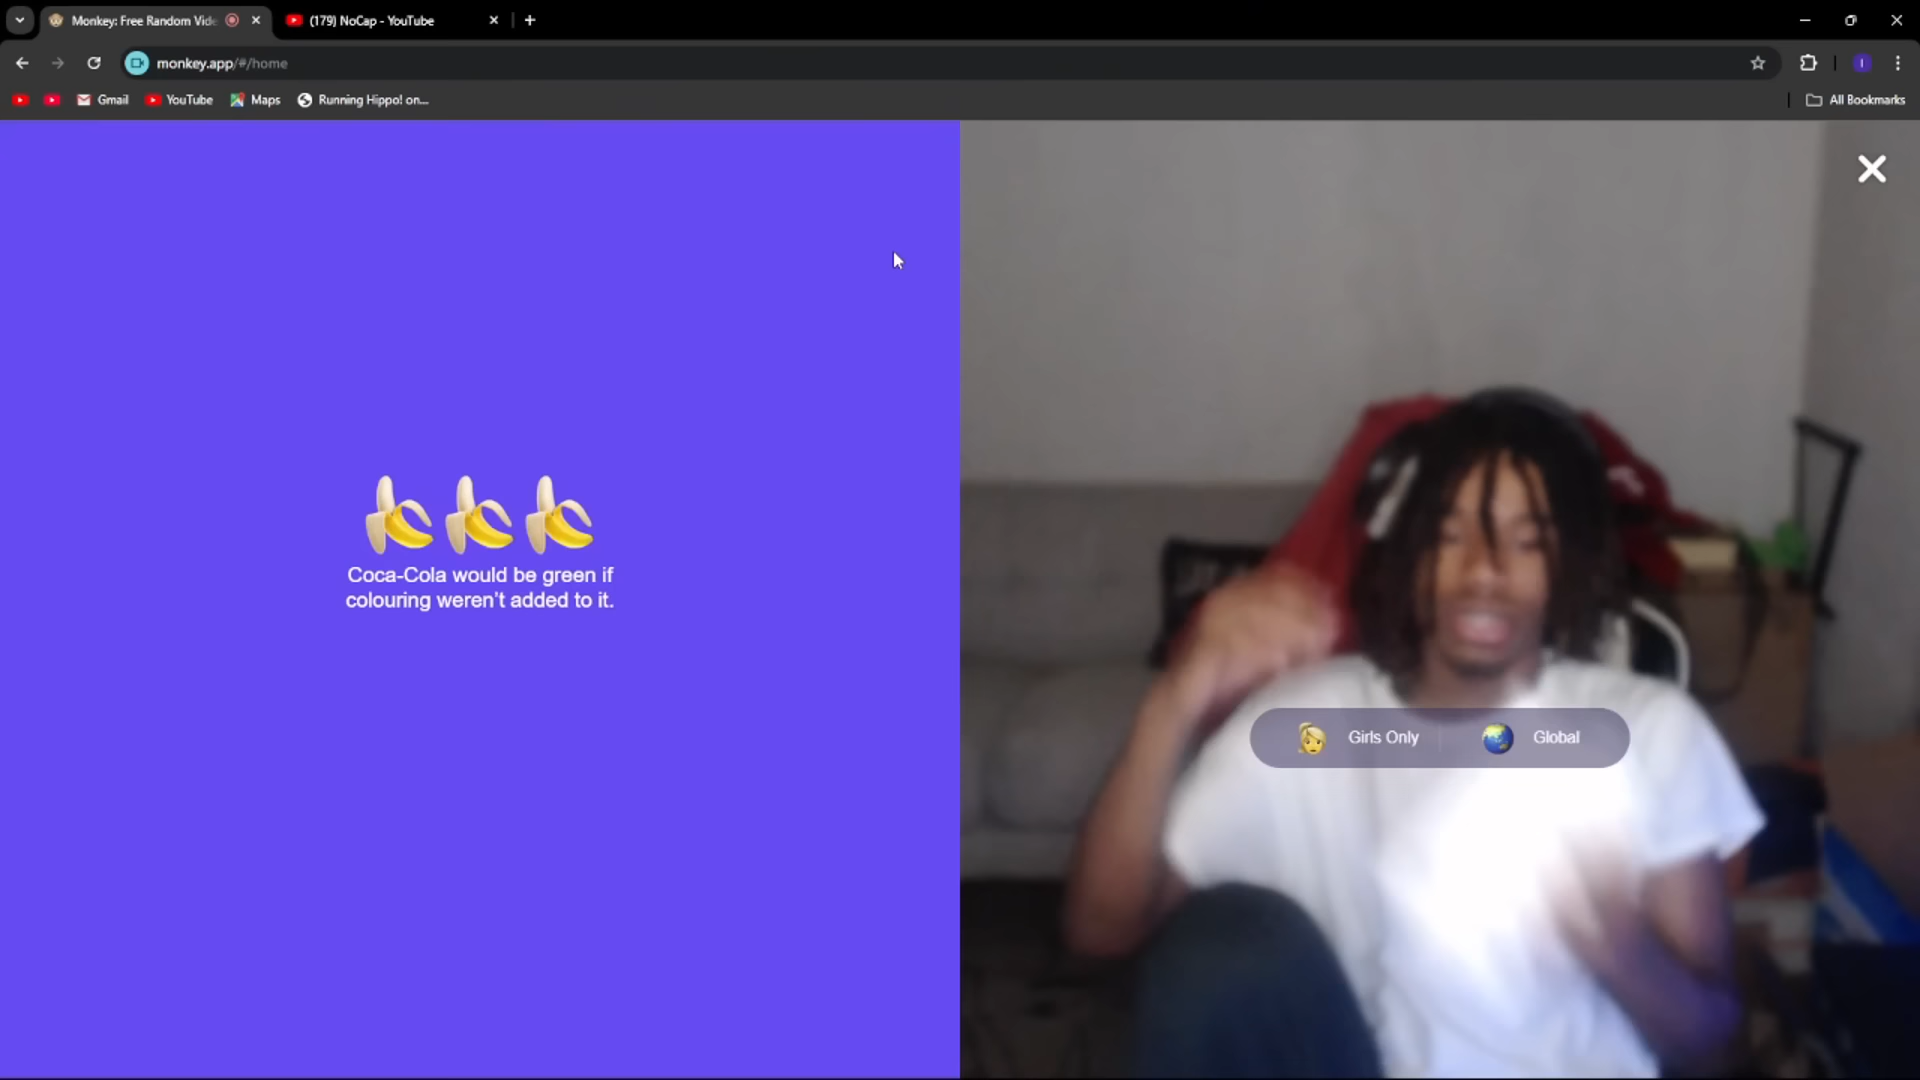 Monkey: Free Random Vide
(179) NoCap - YouTube
monkey.app/#/home
I
Gmail
YouTube
Maps
Running Hippo! on...
All Bookmarks
Coca-Cola would be green if
colouring weren't added to it.
Girls Only
Global